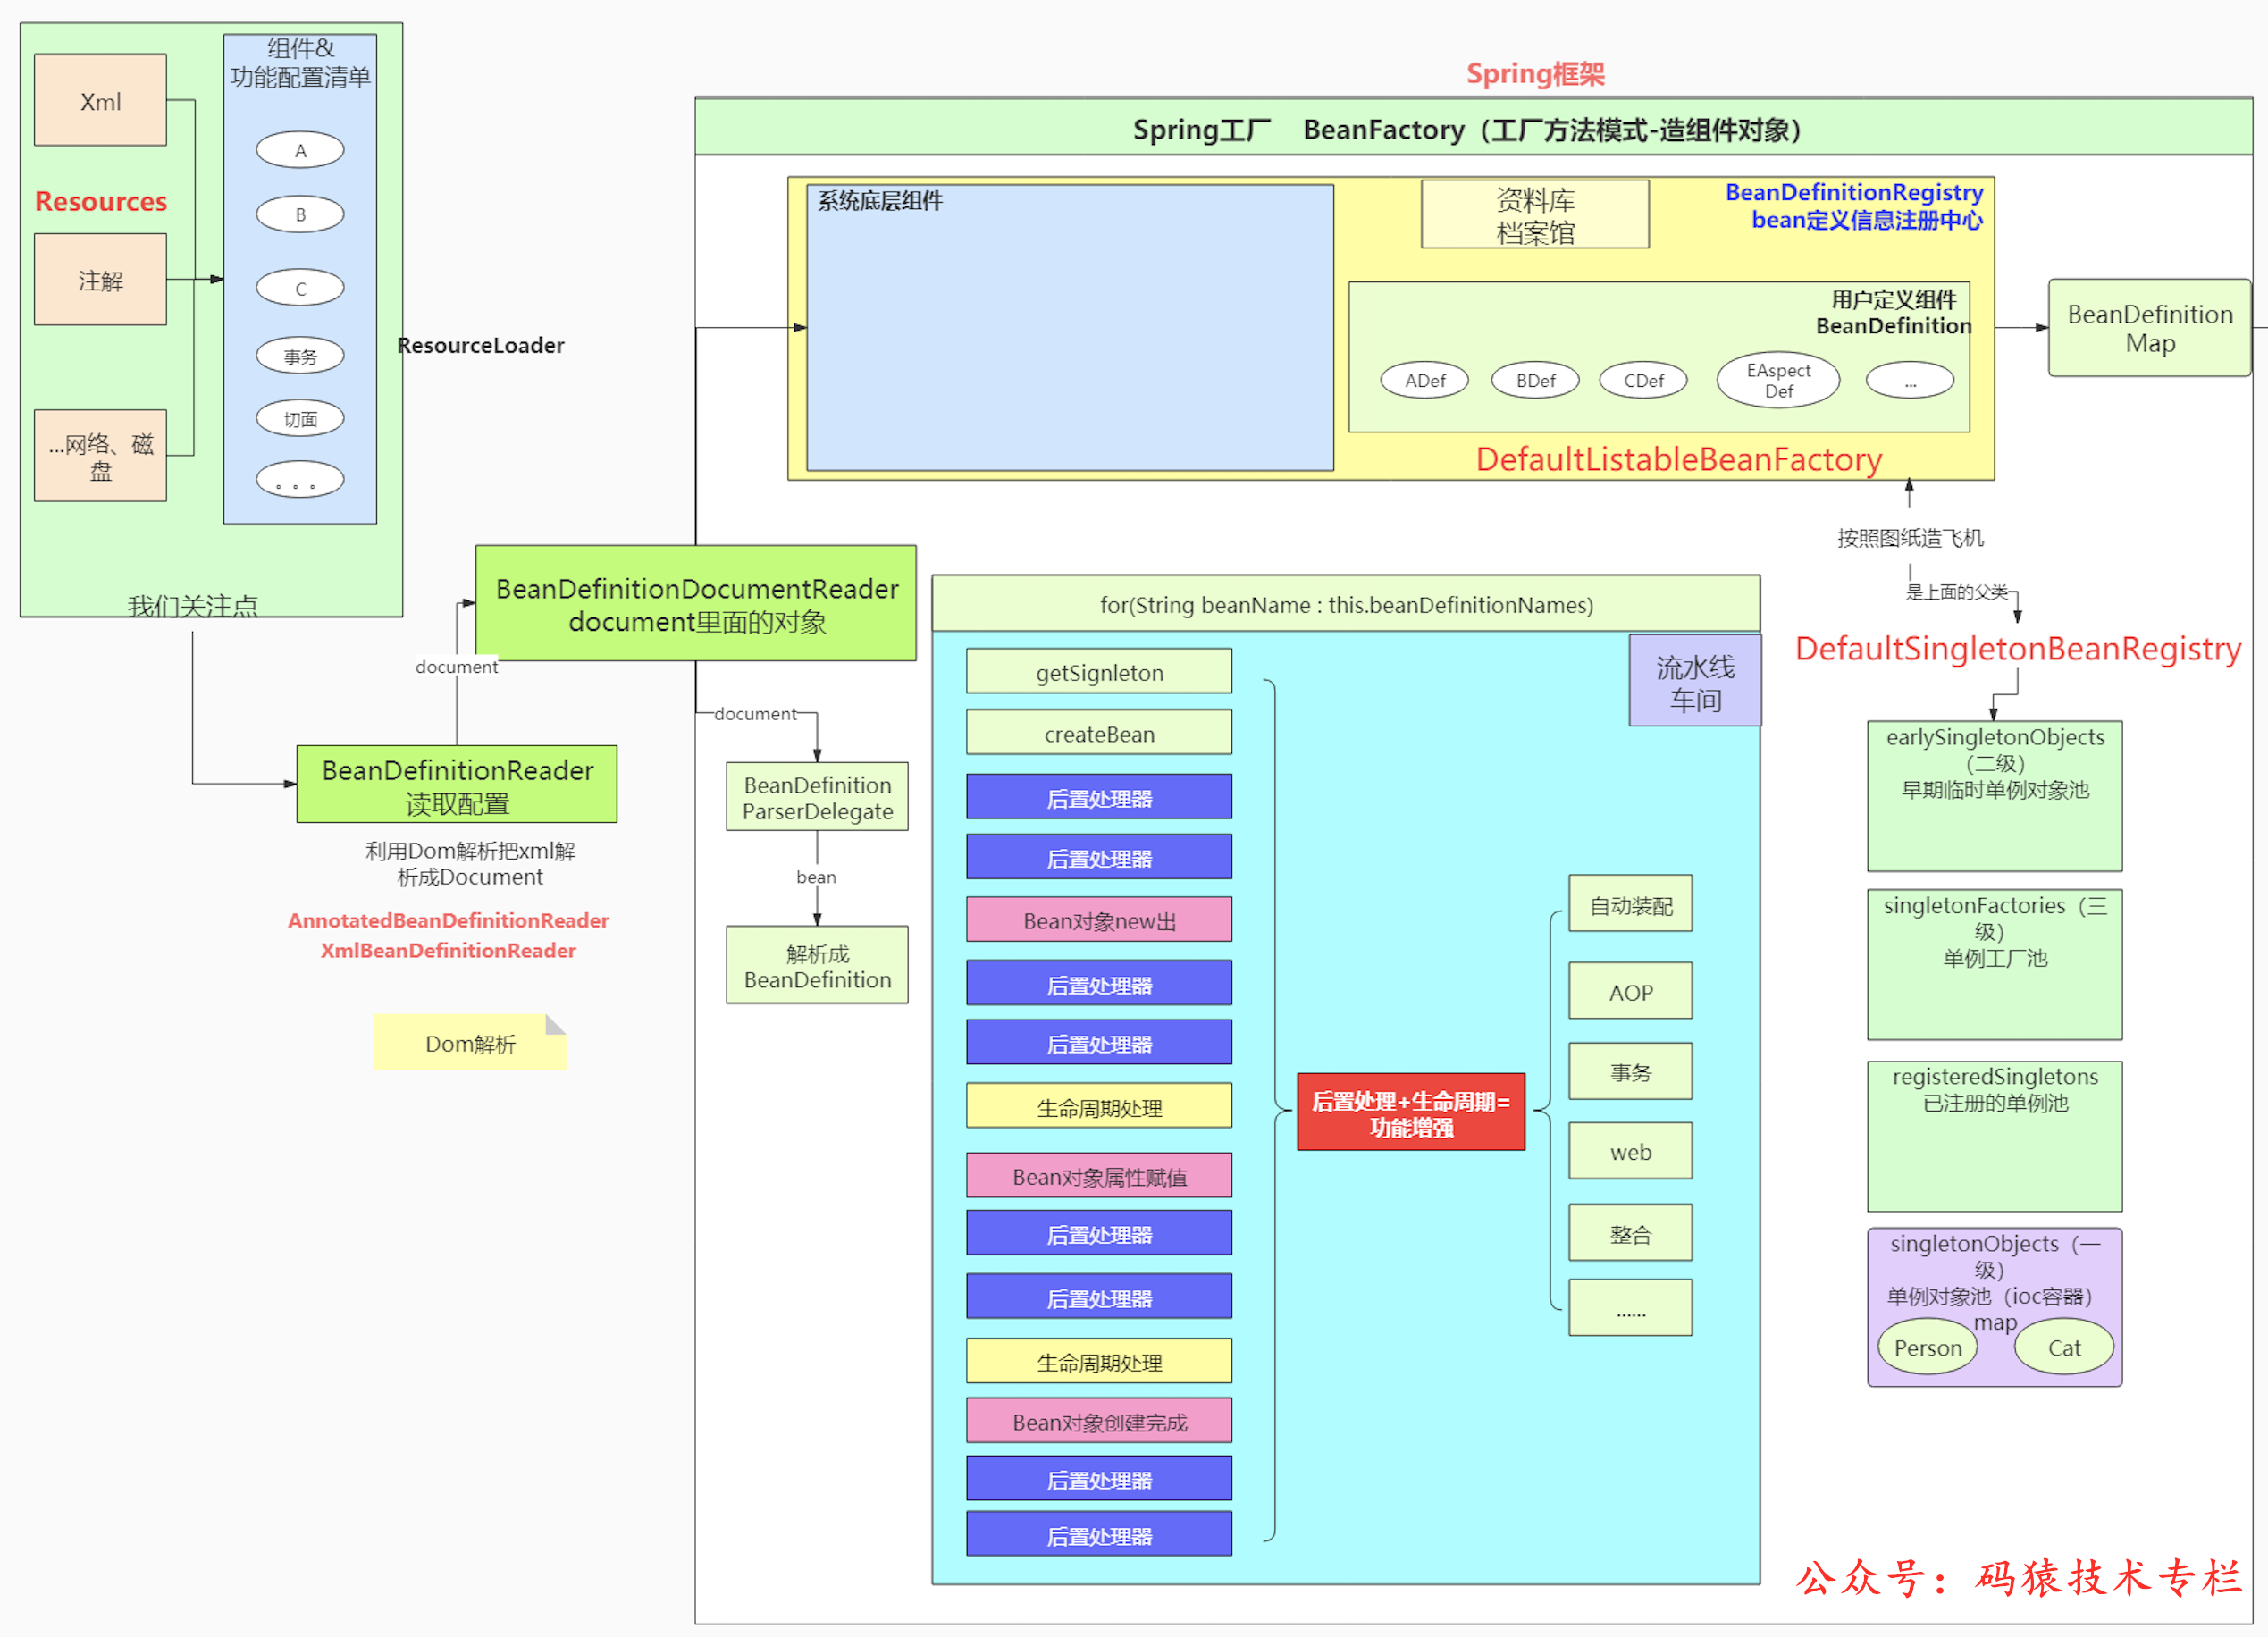 Xml
Resources
注解
...网络、磁
盘
组件&
功能配置清单
A
B
C
事务
切面
。。。
我们关注点
ResourceLoader
document
BeanDefinitionReader
读取配置
利用Dom解析把xml解
析成Document
AnnotatedBeanDefinitionReader
XmlBeanDefinitionReader
Dom解析
BeanDefinitionDocumentReader
document里面的对象
document
BeanDefinition
ParserDelegate
bean
解析成
BeanDefinition
Spring框架
Spring工厂 BeanFactory（工厂方法模式-造组件对象）
系统底层组件
资料库
档案馆
BeanDefinitionRegistry
bean定义信息注册中心
用户定义组件
BeanDefinition
ADef
BDef
CDef
EAspect
Def
...
DefaultListableBeanFactory
BeanDefinition
Map
for(String beanName : this.beanDefinitionNames)
流水线
车间
getSignleton
createBean
后置处理器
后置处理器
Bean对象new出
后置处理器
后置处理器
生命周期处理
Bean对象属性赋值
后置处理器
后置处理器
生命周期处理
Bean对象创建完成
后置处理器
后置处理器
后置处理+生命周期=
功能增强
自动装配
AOP
事务
web
整合
......
按照图纸造飞机
是上面的父类
DefaultSingletonBeanRegistry
earlySingletonObjects
（二级）
早期临时单例对象池
singletonFactories（三
级）
单例工厂池
registeredSingletons
已注册的单例池
singletonObjects（一
级）
单例对象池（ioc容器）
map
Person
Cat
公众号：码猿技术专栏